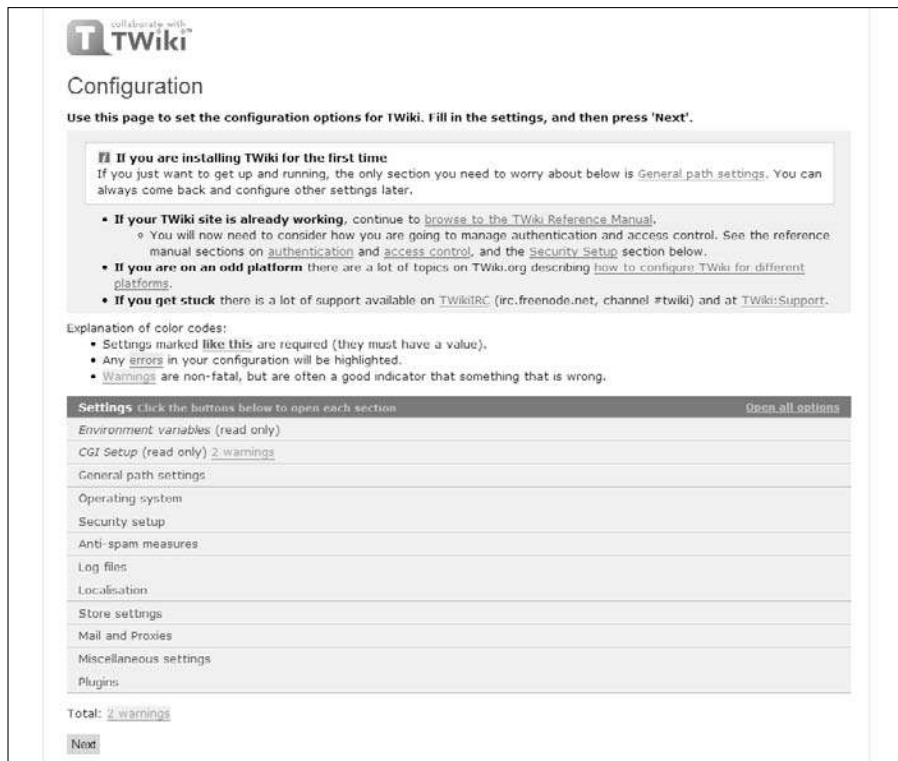 collaborate with
TWiki™
Configuration
Use this page to set the configuration options for TWiki. Fill in the settings, and then press 'Next'.
If you are installing TWiki for the first time
If you just want to get up and running, the only section you need to worry about below is General path settings. You can
always come back and configure other settings later.
• If your TWiki site is already working, continue to browse to the TWiki Reference Manual.
○ You will now need to consider how you are going to manage authentication and access control. See the reference
manual sections on authentication and access control, and the Security Setup section below.
• If you are on an odd platform there are a lot of topics on TWiki.org describing how to configure TWiki for different
platforms.
• If you get stuck there is a lot of support available on TWikiIRC (irc.freenode.net, channel #twiki) and at TWiki:Support.
Explanation of color codes:
• Settings marked like this are required (they must have a value).
• Any errors in your configuration will be highlighted.
• Warnings are non-fatal, but are often a good indicator that something that is wrong.
Settings Click the buttons below to open each section Open all options
Environment variables (read only)
CGI Setup (read only) 2 warnings
General path settings
Operating system
Security setup
Anti-spam measures
Log files
Localisation
Store settings
Mail and Proxies
Miscellaneous settings
Plugins
Total: 2 warnings
Next